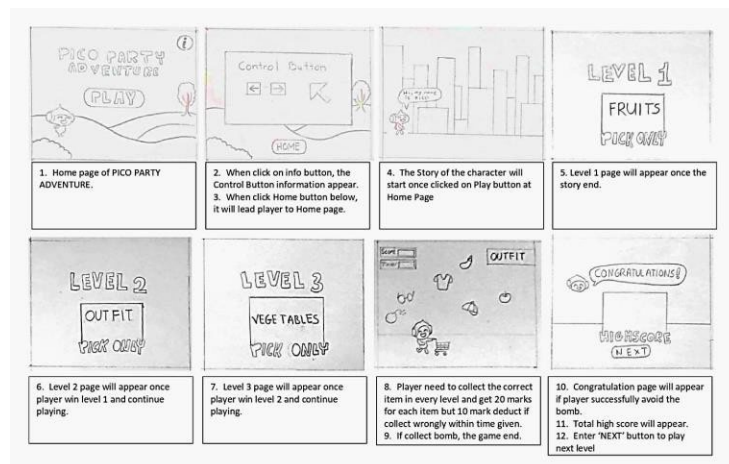 PICO PARTY
ADVENTURE
PLAY
i
1. Home page of PICO PARTY
ADVENTURE.
Control Button
HOME
2. When click on info button, the
Control Button information appear.
3. When click Home button below,
it will lead player to Home page.
4. The Story of the character will
start once clicked on Play button at
Home Page
LEVEL 1
FRUITS
PICK ONLY
5. Level 1 page will appear once the
story end.
LEVEL 2
OUTFIT
PICK ONLY
6. Level 2 page will appear once
player win level 1 and continue
playing.
LEVEL 3
VEGETABLES
PICK ONLY
7. Level 3 page will appear once
player win level 2 and continue
playing.
Score
OUTFIT
8. Player need to collect the correct
item in every level and get 20 marks
for each item but 10 mark deduct if
collect wrongly within time given.
9. If collect bomb, the game end.
CONGRATULATIONS!
HIGHSCORE
NEXT
10. Congratulation page will appear
if player successfully avoid the
bomb.
11. Total high score will appear.
12. Enter ‘NEXT’ button to play
next level